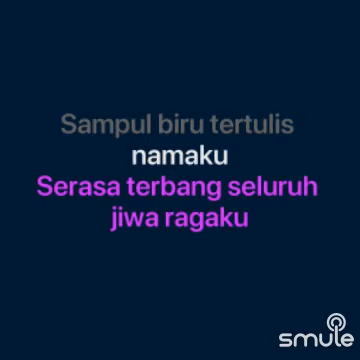 Sampul biru tertulis
namaku
Serasa terbang seluruh
jiwa ragaku
smule